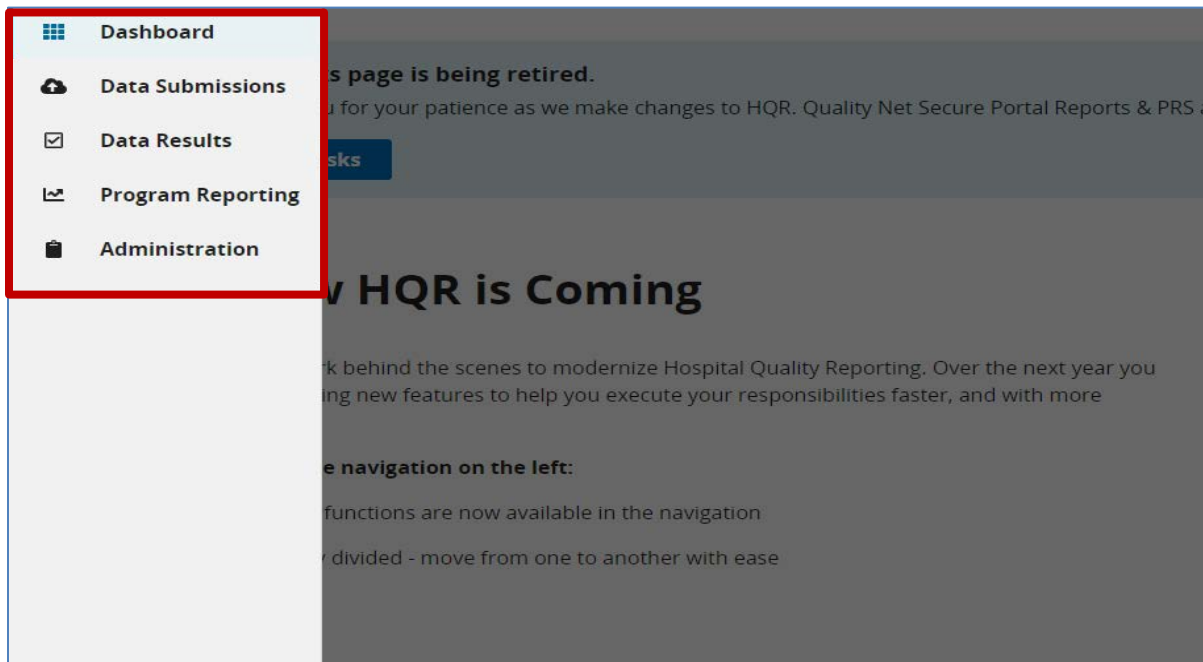 Dashboard
Data Submissions
Data Results
Program Reporting
Administration
s page is being retired.
u for your patience as we make changes to HQR. Quality Net Secure Portal Reports & PRS
sks
HQR is Coming
rk behind the scenes to modernize Hospital Quality Reporting. Over the next year you
ing new features to help you execute your responsibilities faster, and with more
e navigation on the left:
functions are now available in the navigation
divided - move from one to another with ease